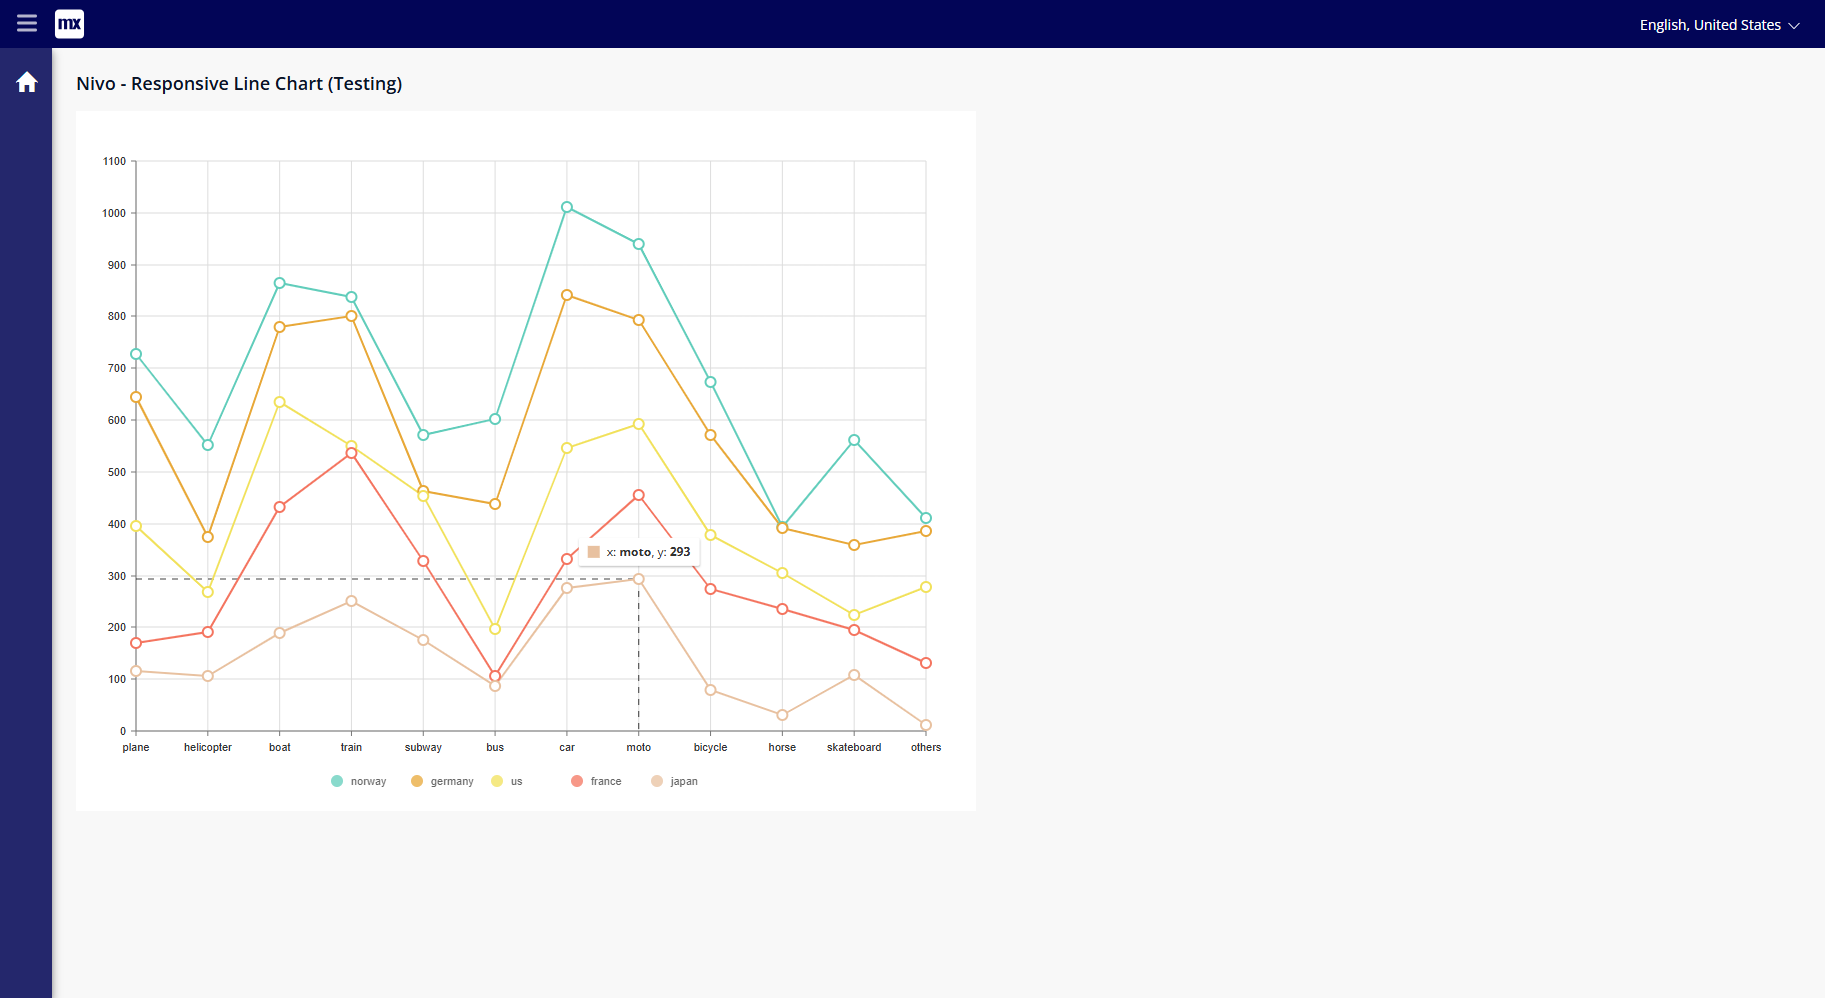 mx
English, United States
Nivo - Responsive Line Chart (Testing)
1100
1000
900
800
700
600
500
400
300
200
100
0
x: moto, y: 293
plane helicopter boat train subway bus car moto bicycle horse skateboard others
norway germany us france japan